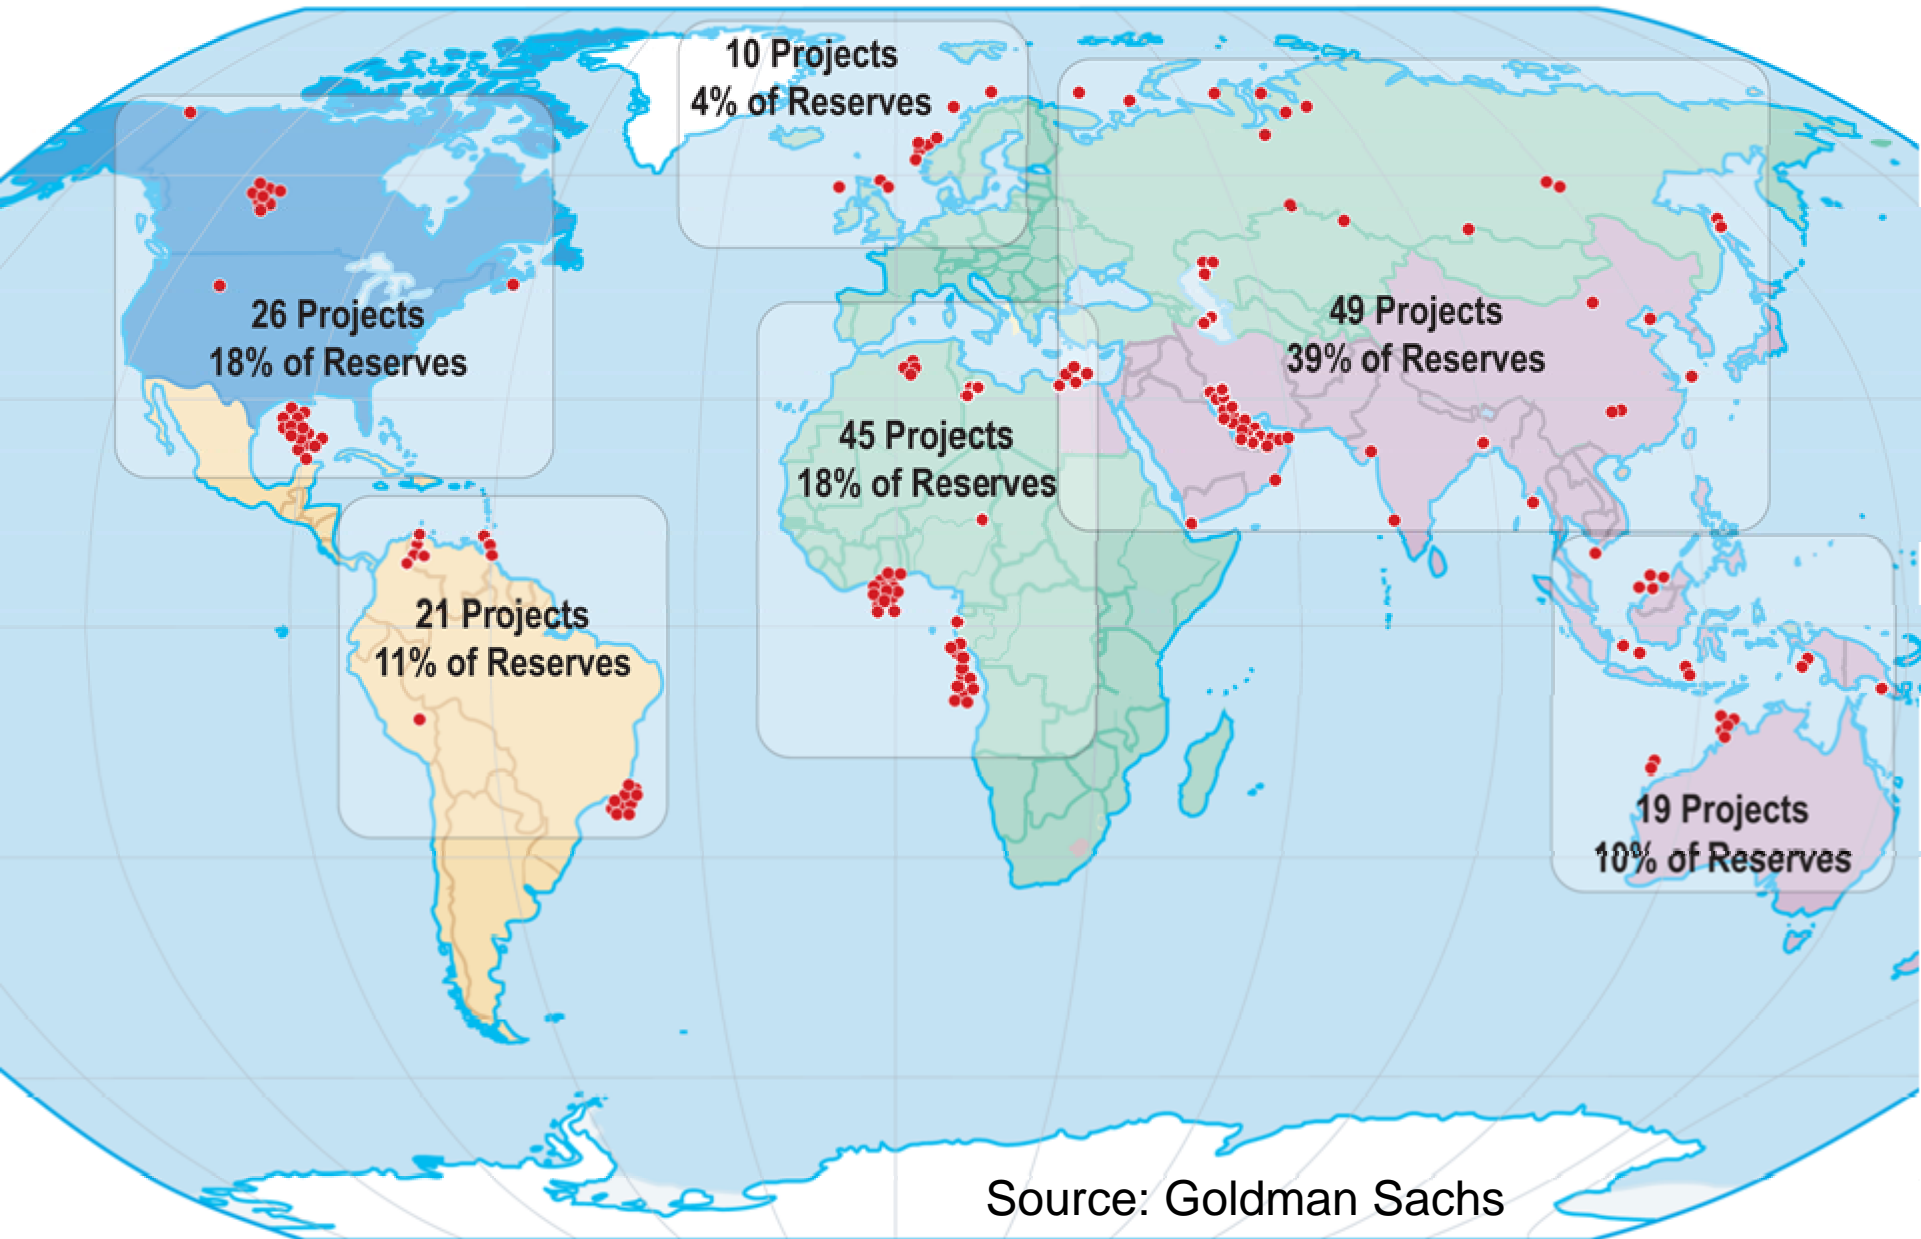 10 Projects
4% of Reserves
26 Projects
18% of Reserves
49 Projects
39% of Reserves
45 Projects
18% of Reserves
21 Projects
11% of Reserves
19 Projects
10% of Reserves
Source: Goldman Sachs